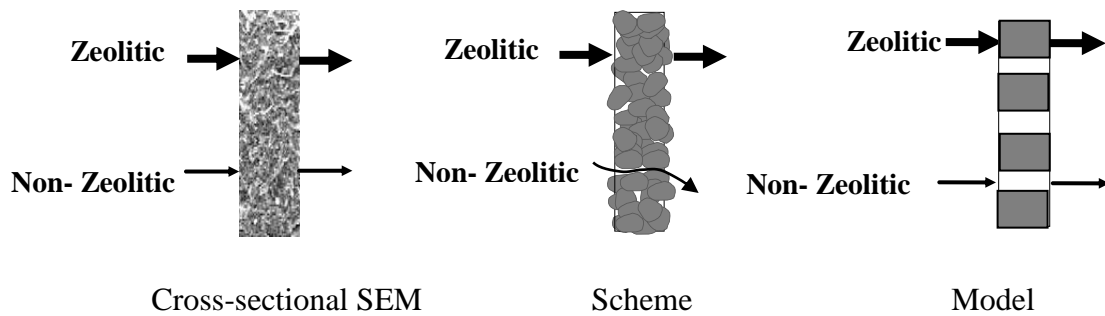 Zeolitic
Non- Zeolitic
Cross-sectional SEM
Zeolitic
Non- Zeolitic
Scheme
Zeolitic
Non- Zeolitic
Model